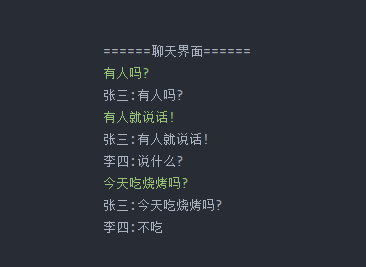 ======聊天界面======
有人吗?
张三:有人吗?
有人就说话!
张三:有人就说话!
李四:说什么?
今天吃烧烤吗?
张三:今天吃烧烤吗?
李四:不吃